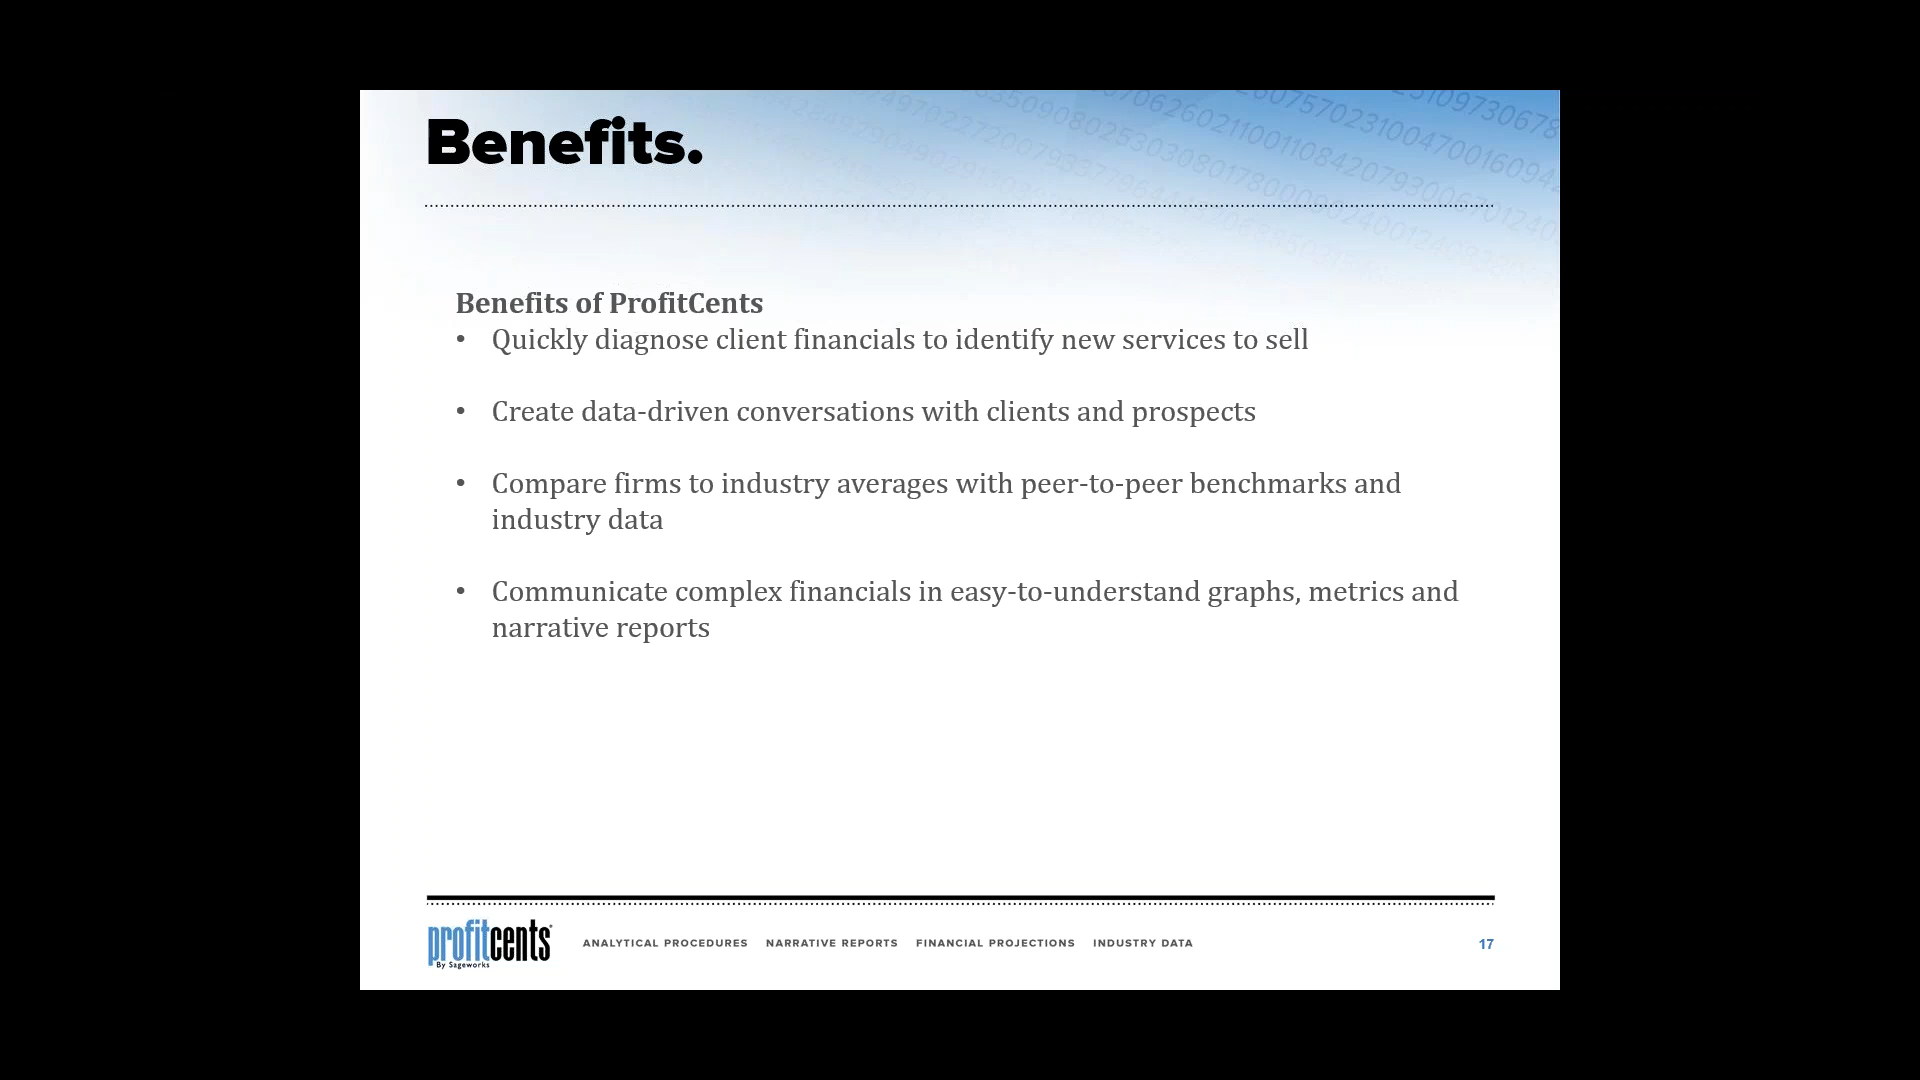 Benefits.
Benefits of ProfitCents
• Quickly diagnose client financials to identify new services to sell
• Create data-driven conversations with clients and prospects
• Compare firms to industry averages with peer-to-peer benchmarks and
industry data
• Communicate complex financials in easy-to-understand graphs, metrics and
narrative reports
profitcents
By Sageworks
ANALYTICAL PROCEDURES NARRATIVE REPORTS FINANCIAL PROJECTIONS INDUSTRY DATA
17